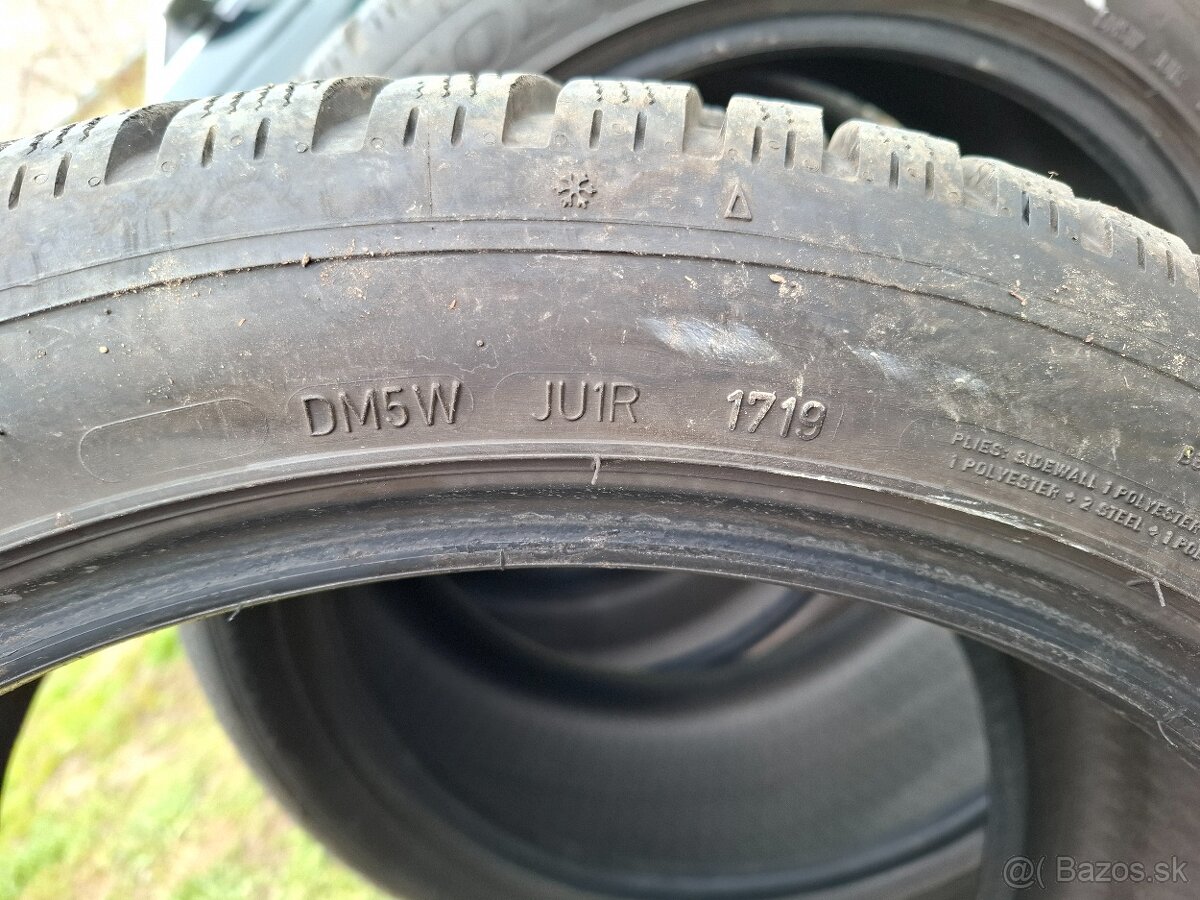 DM5W JU1R 1719
PLIES: SIDEWALL 1 POLYESTER
1 POLYESTER + 2 STEEL + 1 PO
@( Bazos.sk